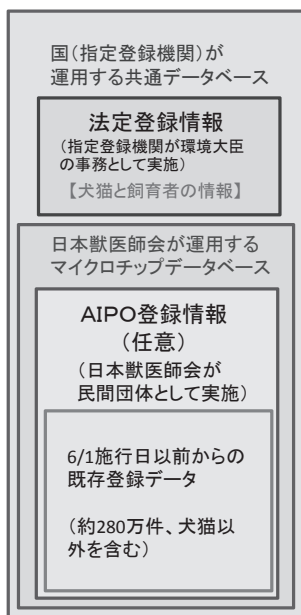 国(指定登録機関)が
運用する共通データベース
法定登録情報
(指定登録機関が環境大臣
の事務として実施)
【犬猫と飼育者の情報】
日本獣医師会が運用する
マイクロチップデータベース
AIPO登録情報
(任意)
(日本獣医師会が
民間団体として実施)
6/1施行日以前からの
既存登録データ
(約280万件、犬猫以
外を含む)